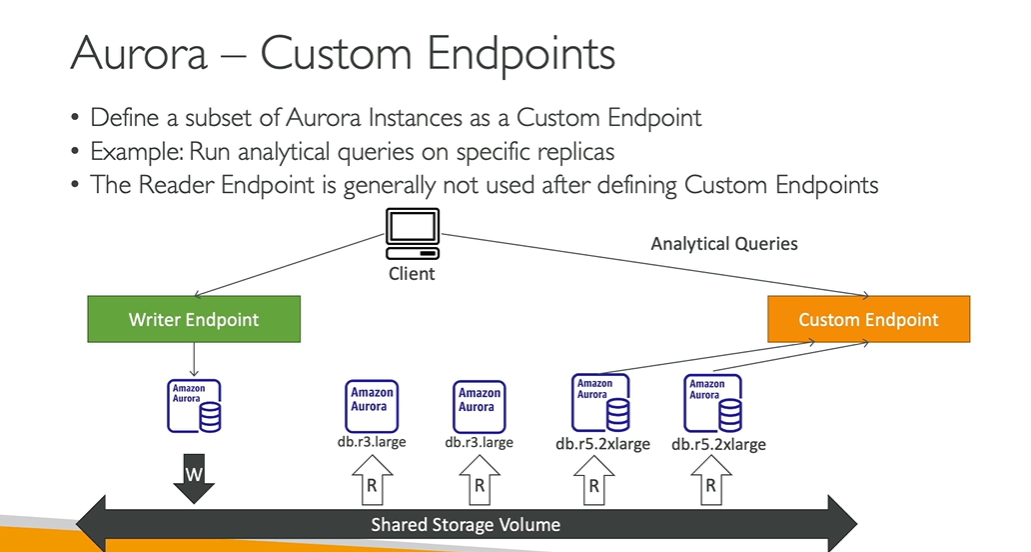 Aurora – Custom Endpoints
• Define a subset of Aurora Instances as a Custom Endpoint
• Example: Run analytical queries on specific replicas
• The Reader Endpoint is generally not used after defining Custom Endpoints
Analytical Queries
Client
Writer Endpoint
Custom Endpoint
Amazon
Aurora
Amazon
Aurora
db.r3.large
Amazon
Aurora
db.r3.large
Amazon
Aurora
db.r5.2xlarge
Amazon
Aurora
db.r5.2xlarge
W
R
R
R
R
Shared Storage Volume